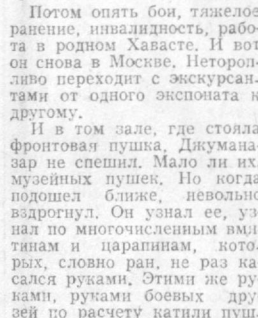 Потом опять бои, тяжелое
ранение, инвалидность, рабо-
та в родном Хавасте. И вот
он снова в Москве. Нетороп-
ливо переходит с экскурсан-
тами от одного экспоната к
другому.
И в том зале, где стояла
фронтовая пушка, Джумана-
зар не спешил. Мало ли их,
музейных пушек. Но когда
подошел ближе, невольно
вздрогнул. Он узнал ее, уз-
нал по многочисленным вмя-
тинам и царапинам, кото-
рых, словно ран, не раз ка-
сался руками. Этими же ру-
ками, руками боевых дру-
зей по расчету катили пуш-